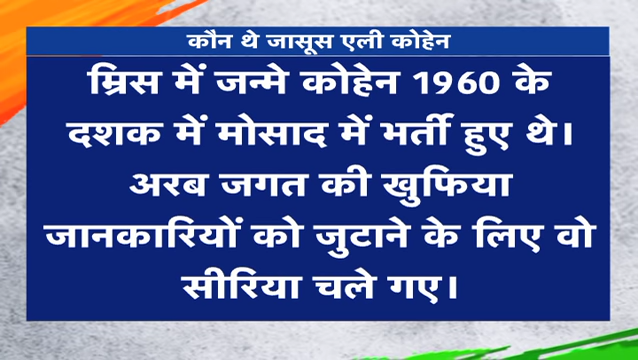 कौन थे जासूस एली कोहेन
म्रिस में जन्मे कोहेन 1960 के
दशक में मोसाद में भर्ती हुए थे।
अरब जगत की खुफिया
जानकारियों को जुटाने के लिए वो
सीरिया चले गए।